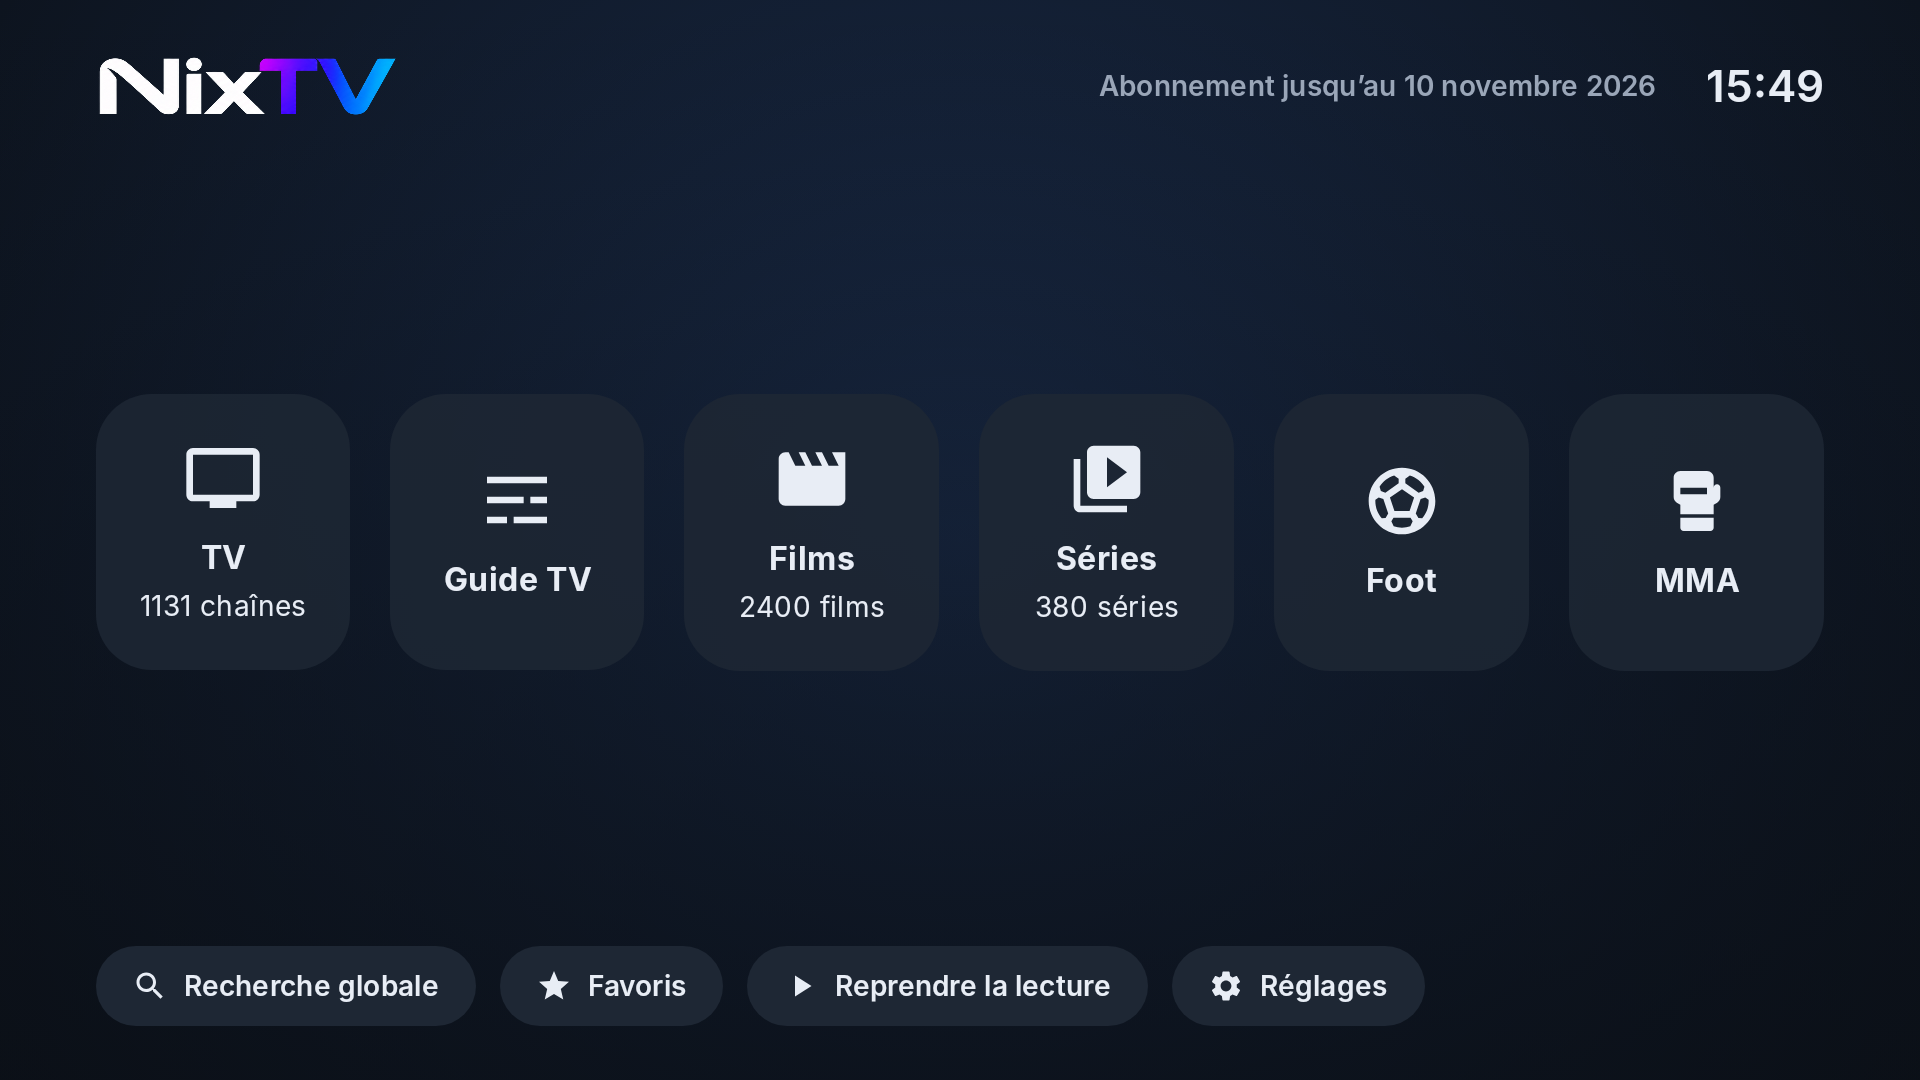 NixTV
Abonnement jusqu’au 10 novembre 2026
15:49
TV
1131 chaînes
Guide TV
Films
2400 films
Séries
380 séries
Foot
MMA
Recherche globale
Favoris
Reprendre la lecture
Réglages